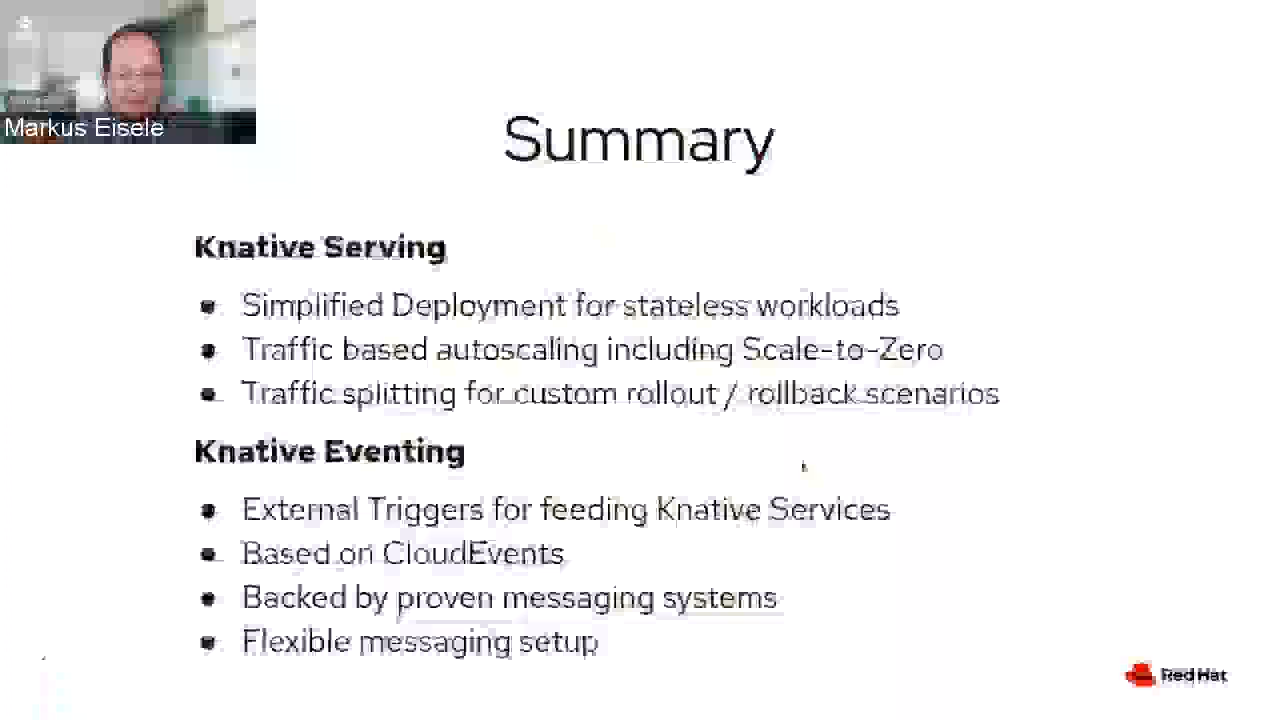 Markus Eisele
Summary
Knative Serving
Simplified Deployment for stateless workloads
Traffic based autoscaling including Scale-to-Zero
Traffic splitting for custom rollout / rollback scenarios
Knative Eventing
External Triggers for feeding Knative Services
Based on CloudEvents
Backed by proven messaging systems
Flexible messaging setup
Red Hat